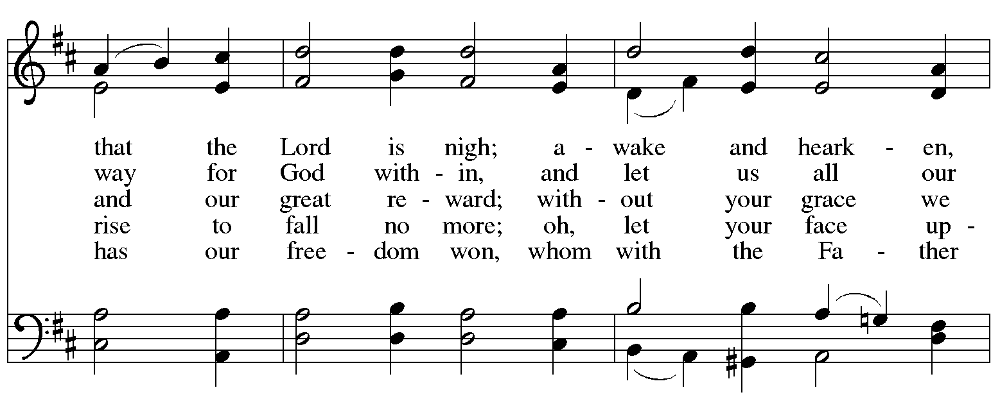 that the Lord is nigh; a - wake and heark - en,
way for God with - in, and let us all our
and our great re - ward; with - out your grace we
rise to fall no more; oh, let your face up -
has our free - dom won, whom with the Fa - ther